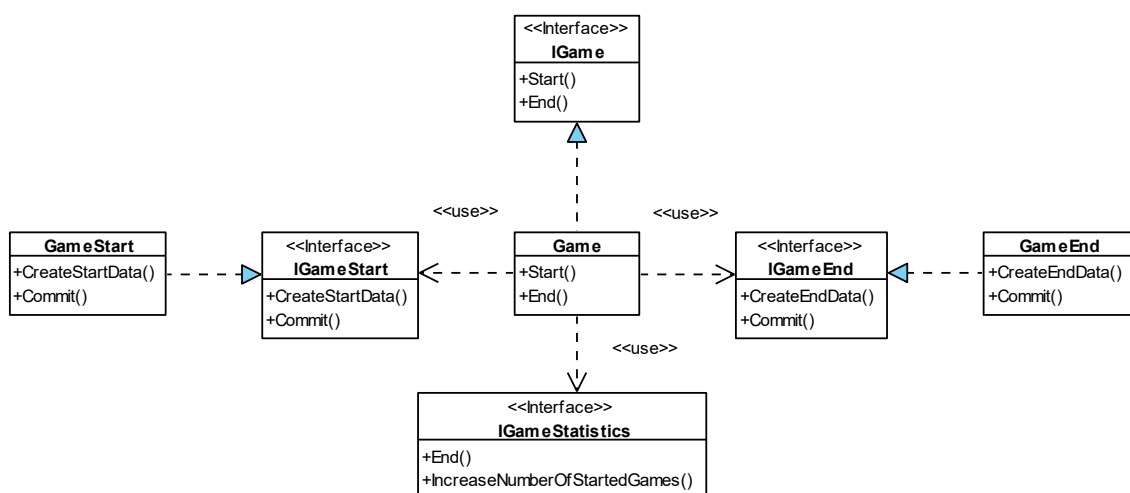 <<Interface>>
IGame
+Start()
+End()
<<use>>
<<use>>
GameStart
+CreateStartData()
+Commit()
<<Interface>>
IGameStart
+CreateStartData()
+Commit()
Game
+Start()
+End()
<<Interface>>
IGameEnd
+CreateEndData()
+Commit()
GameEnd
+CreateEndData()
+Commit()
<<use>>
<<Interface>>
IGameStatistics
+End()
+IncreaseNumberOfStartedGames()